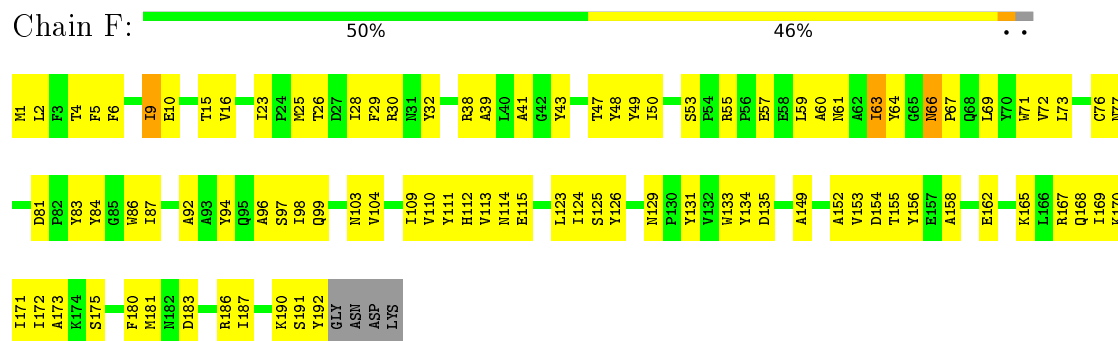 Chain F:
50% 46% • •
M1 L2 F3 T4 F5 F6 I9 E10 T15 V16 I23 P24 M25 T26 D27 I28 F29 R30 N31 Y32 R38 A39 L40 A41 G42 Y43 T47 Y48 Y49 I50 S53 P54 R55 P56 E57 E58 L59 A60 N61 A62 I63 Y64 G65 N66 P67 Q68 L69 Y70 W71 V72 L73 C76 N77
D81 P82 Y83 Y84 G85 W86 I87 A92 A93 Y94 Q95 A96 S97 I98 Q99 N103 V104 I109 V110 Y111 H112 V113 N114 E115 L123 I124 S125 Y126 N129 P130 Y131 V132 W133 Y134 D135 A149 A152 V153 D154 T155 Y156 E157 A158 E162 K165 L166 R167 Q168 I169 K170
I171 I172 A173 K174 S175 F180 M181 N182 D183 R186 I187 K190 S191 Y192 GLY ASN ASP LYS